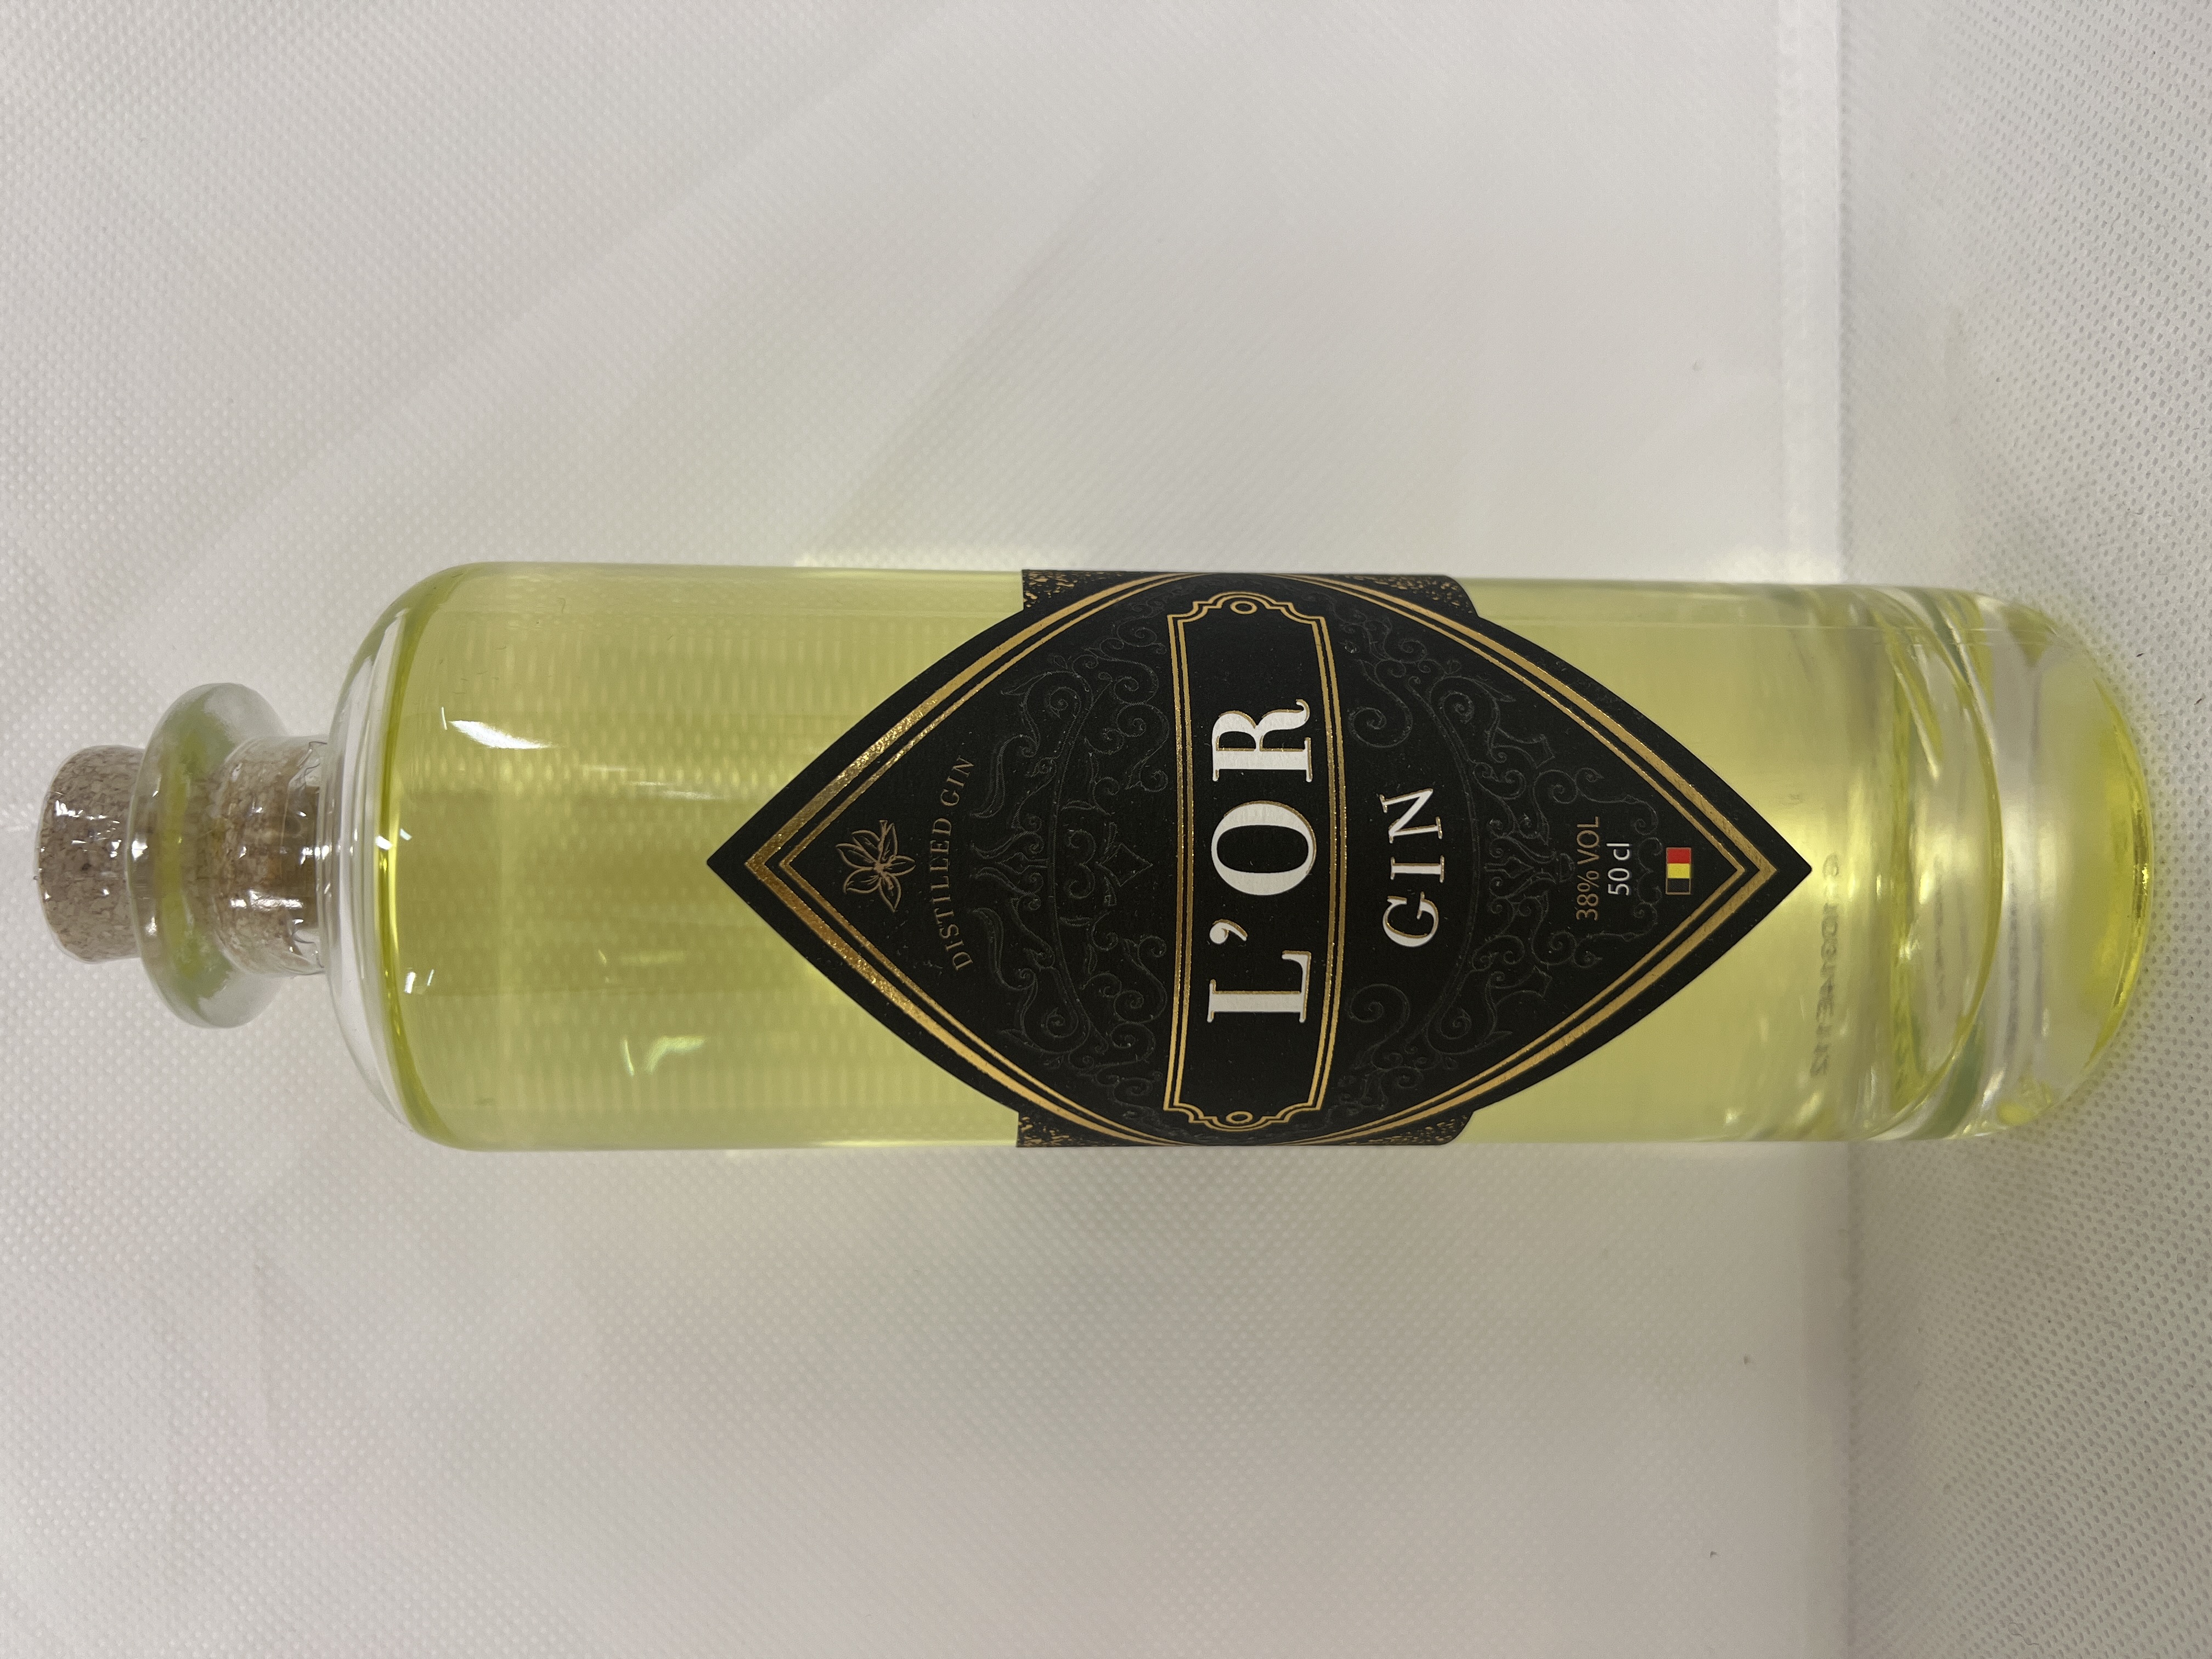 DISTILLED GIN
L'OR
GIN
38% VOL
50 cl